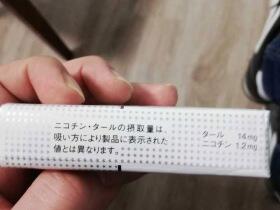 ニコチン・タールの摂取量は、
吸い方により製品に表示された
値とは異なります。
タール 14mg
ニコチン 1.2mg